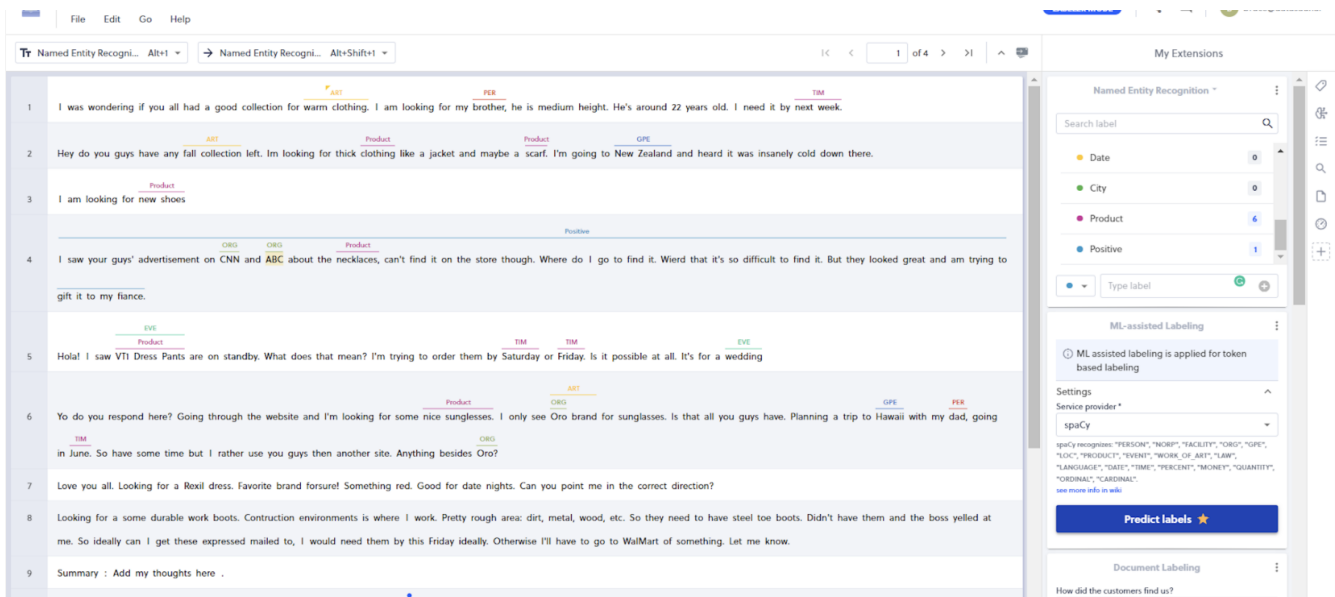 File Edit Go Help
Tт Named Entity Recogni... Alt+1
Named Entity Recogni... Alt+Shift+1
1 of 4
My Extensions
ART PER TIM
1 I was wondering if you all had a good collection for warm clothing. I am looking for my brother, he is medium height. He's around 22 years old. I need it by next week.
ART Product Product GPE
2 Hey do you guys have any fall collection left. Im looking for thick clothing like a jacket and maybe a scarf. I'm going to New Zealand and heard it was insanely cold down there.
Product
3 I am looking for new shoes
Positive
ORG ORG Product
4 I saw your guys' advertisement on CNN and ABC about the necklaces, can't find it on the store though. Where do I go to find it. Wierd that it's so difficult to find it. But they looked great and am trying to
gift it to my fiance.
EVS
Product TIM TIM EVE
5 Hola! I saw VTI Dress Pants are on standby. What does that mean? I'm trying to order them by Saturday or Friday. Is it possible at all. It's for a wedding
ART
Product ORG GPE PER
6 Yo do you respond here? Going through the website and I'm looking for some nice sunglesses. I only see Oro brand for sunglasses. Is that all you guys have. Planning a trip to Hawaii with my dad, going
TIM ORG
in June. So have some time but I rather use you guys then another site. Anything besides Oro?
7 Love you all. Looking for a Rexil dress. Favorite brand forsure! Something red. Good for date nights. Can you point me in the correct direction?
8 Looking for a some durable work boots. Contruction environments is where I work. Pretty rough area: dirt, metal, wood, etc. So they need to have steel toe boots. Didn't have them and the boss yelled at
me. So ideally can I get these expressed mailed to, I would need them by this Friday ideally. Otherwise I'll have to go to WalMart of something. Let me know.
9 Summary : Add my thoughts here .
Named Entity Recognition *
Search label
Date 0
City 0
Product 6
Positive 1
Type label
ML-assisted Labeling
ML assisted labeling is applied for token
based labeling
Settings
Service provider *
spaCy
spaCy recognizes: "PERSON", "NORP", "FACILITY", "ORG", "GPE",
"LOC", "PRODUCT", "EVENT", "WORK_OF_ART", "LAW",
"LANGUAGE", "DATE", "TIME", "PERCENT", "MONEY", "QUANTITY",
"ORDINAL", "CARDINAL".
see more info in wiki
Predict labels
Document Labeling
How did the customers find us?